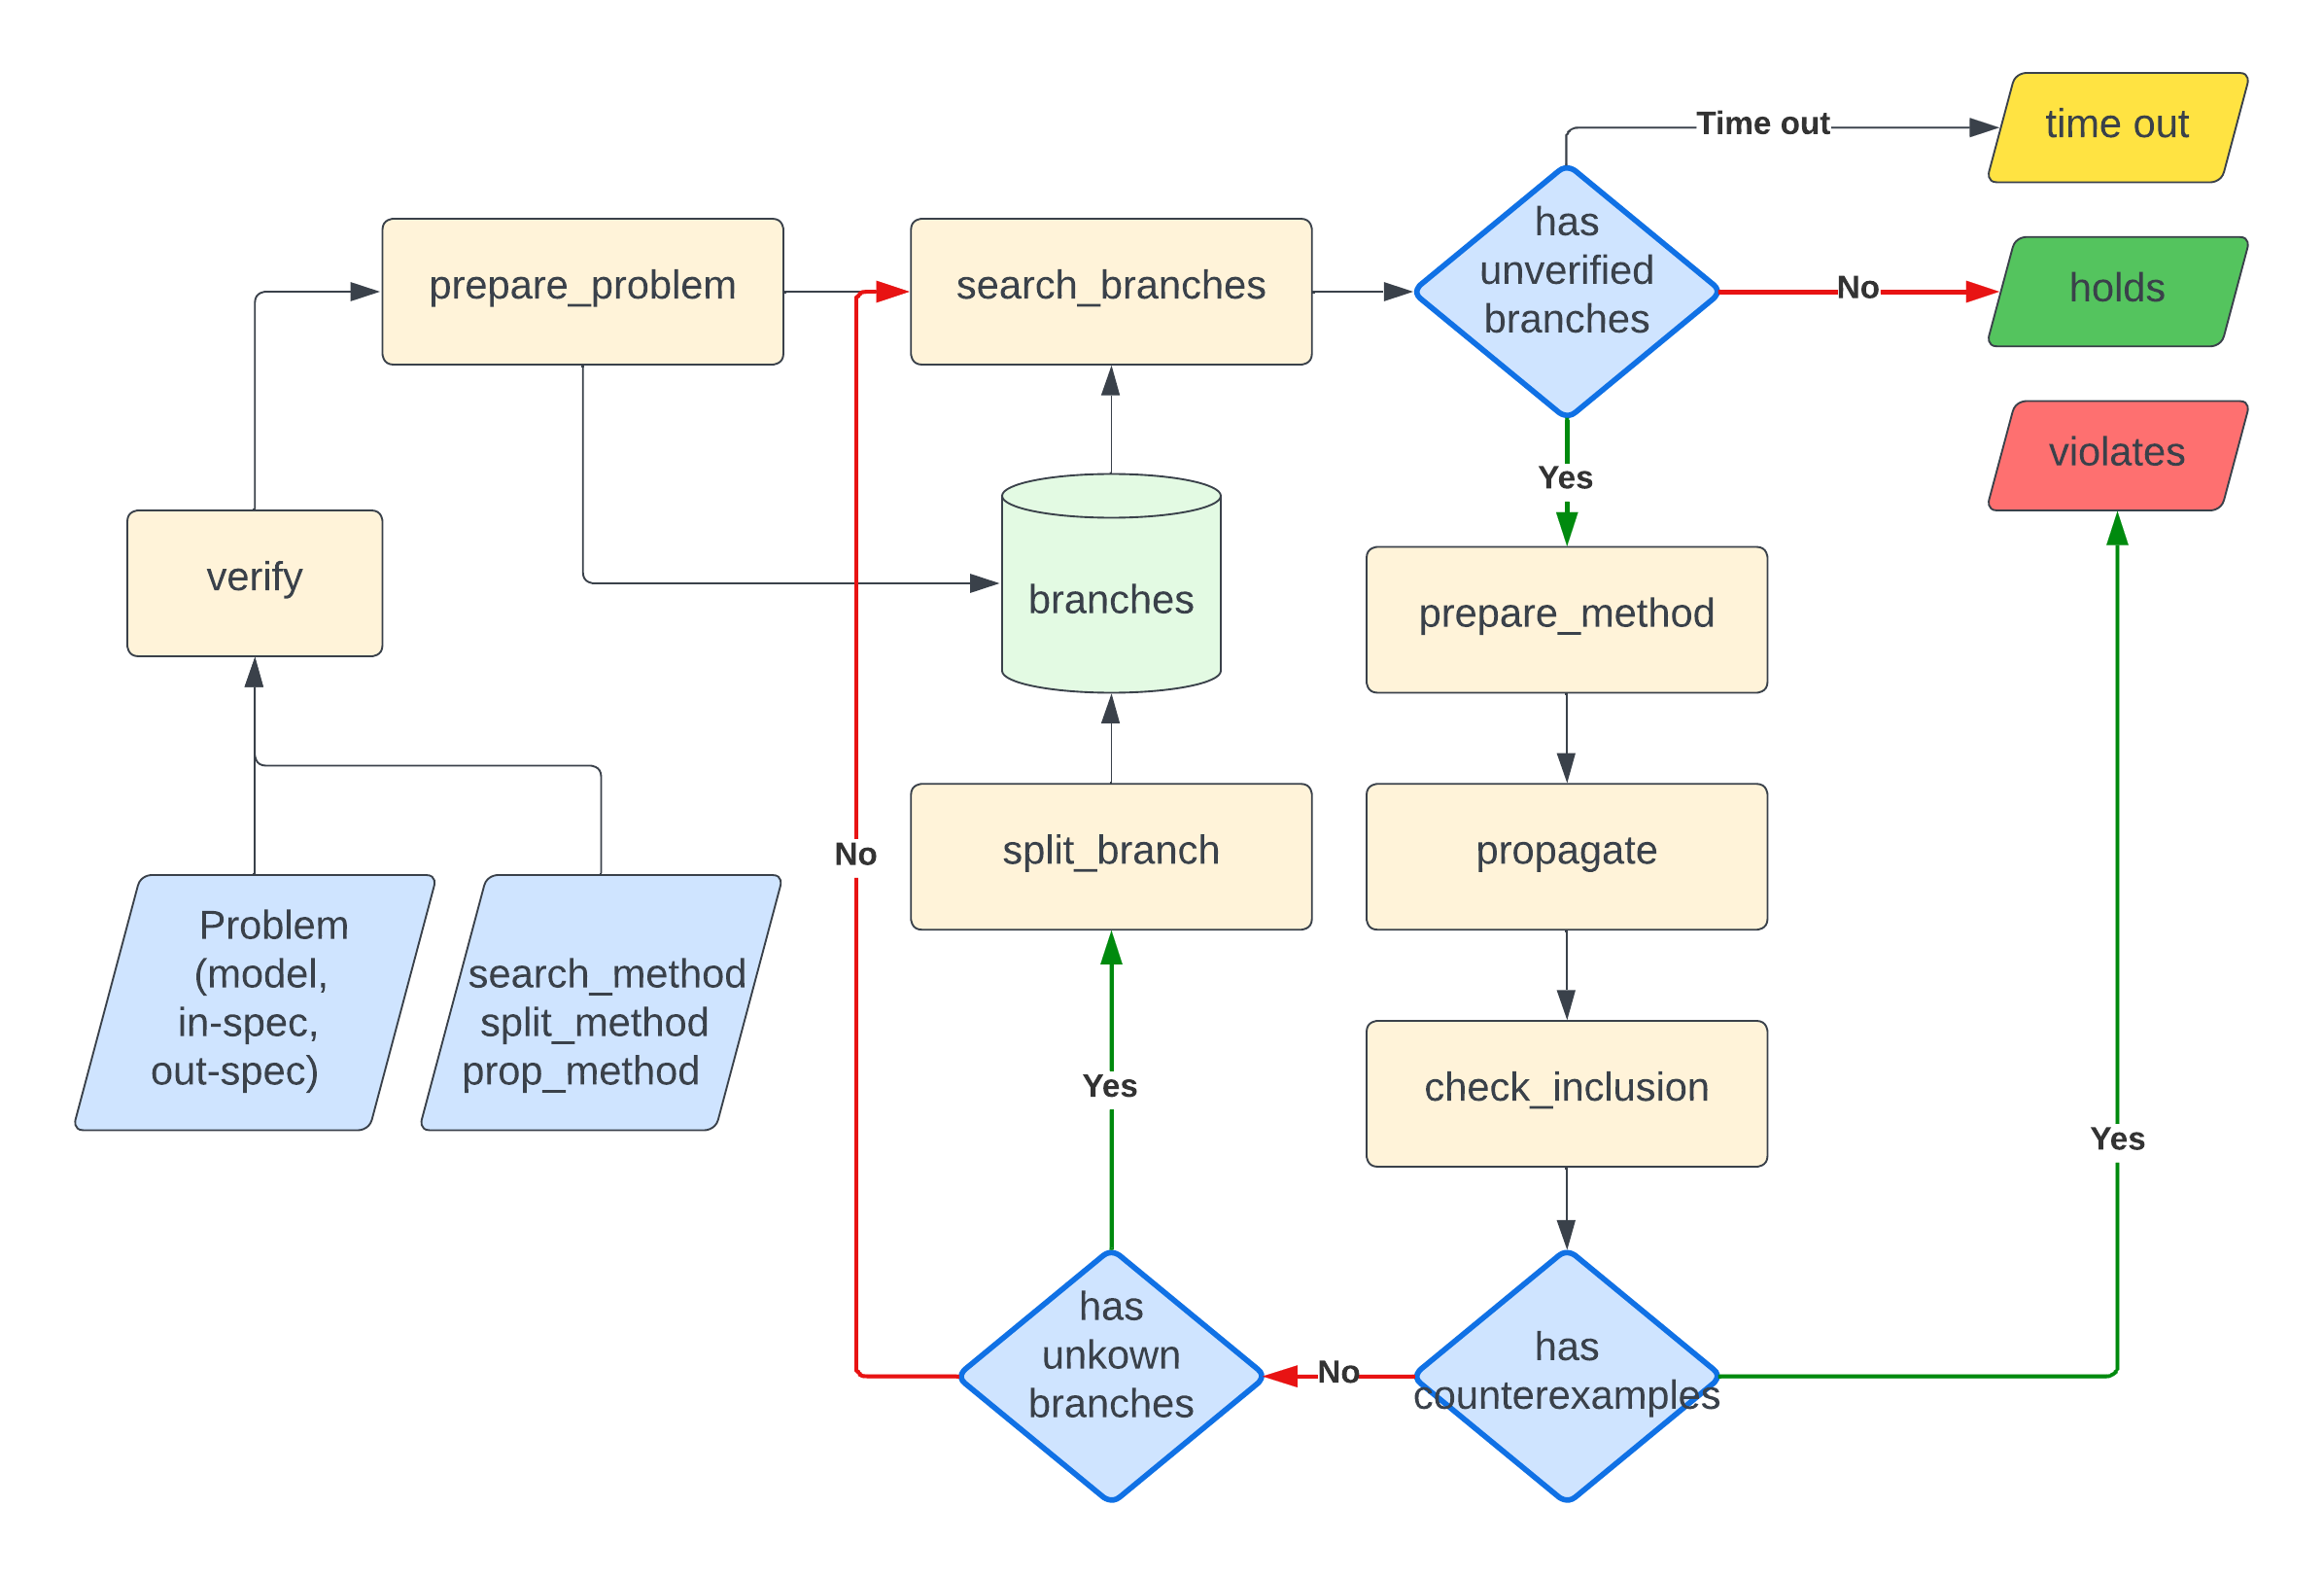 Time out
time out
prepare_problem
search_branches
has
unverified
branches
No
holds
violates
Yes
verify
branches
prepare_method
No
split_branch
propagate
Problem
(model,
in-spec,
out-spec)
search_method
split_method
prop_method
Yes
check_inclusion
Yes
has
unkown
branches
No
has
counterexamples